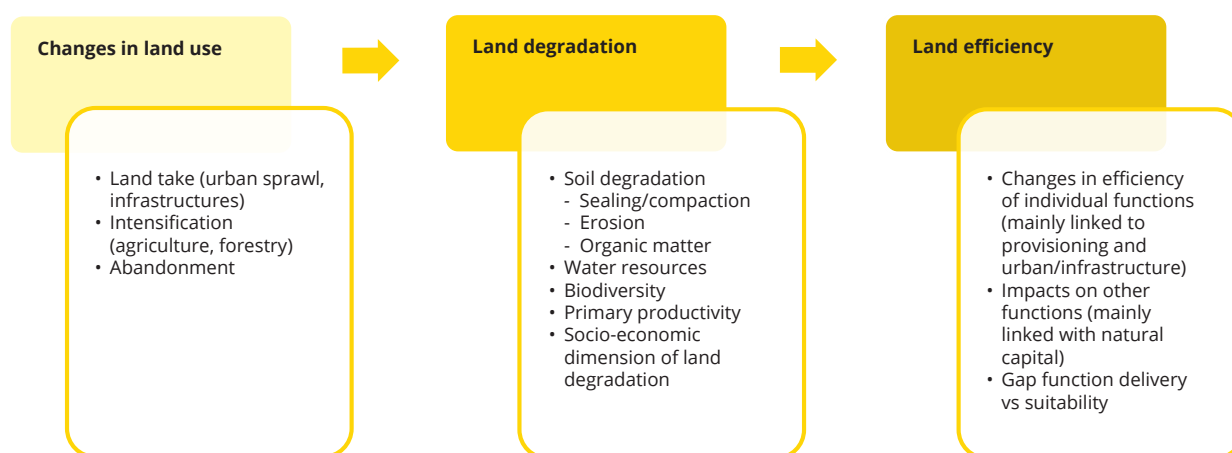 Changes in land use
• Land take (urban sprawl,
infrastructures)
• Intensification
(agriculture, forestry)
• Abandonment
Land degradation
• Soil degradation
- Sealing/compaction
- Erosion
- Organic matter
• Water resources
• Biodiversity
• Primary productivity
• Socio-economic
dimension of land
degradation
Land efficiency
• Changes in efficiency
of individual functions
(mainly linked to
provisioning and
urban/infrastructure)
• Impacts on other
functions (mainly
linked with natural
capital)
• Gap function delivery
vs suitability